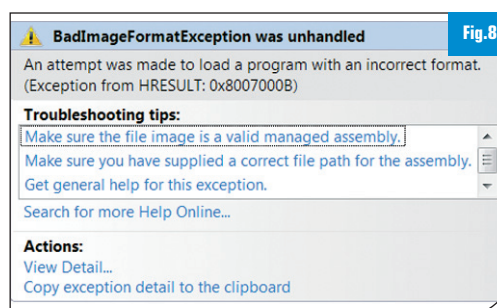 BadImageFormatException was unhandled
Fig.8
An attempt was made to load a program with an incorrect format.
(Exception from HRESULT: 0x8007000B)
Troubleshooting tips:
Make sure the file image is a valid managed assembly.
Make sure you have supplied a correct file path for the assembly.
Get general help for this exception.
Search for more Help Online...
Actions:
View Detail...
Copy exception detail to the clipboard